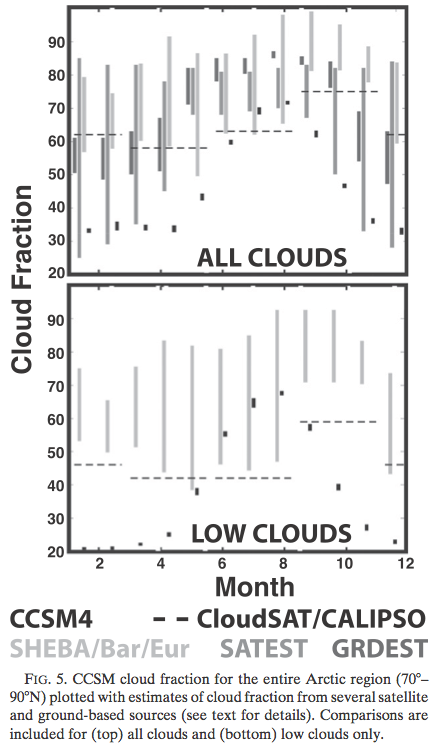 90
80
70
60
50
40
30
20
ALL CLOUDS
Cloud Fraction
90
80
70
60
50
40
30
20
LOW CLOUDS
2 4 6 8 10 12
Month
CCSM4 -- CloudSAT/CALIPSO
SHEBA/Bar/Eur SATEST GRDEST
FIG. 5. CCSM cloud fraction for the entire Arctic region (70°–
90°N) plotted with estimates of cloud fraction from several satellite
and ground-based sources (see text for details). Comparisons are
included for (top) all clouds and (bottom) low clouds only.